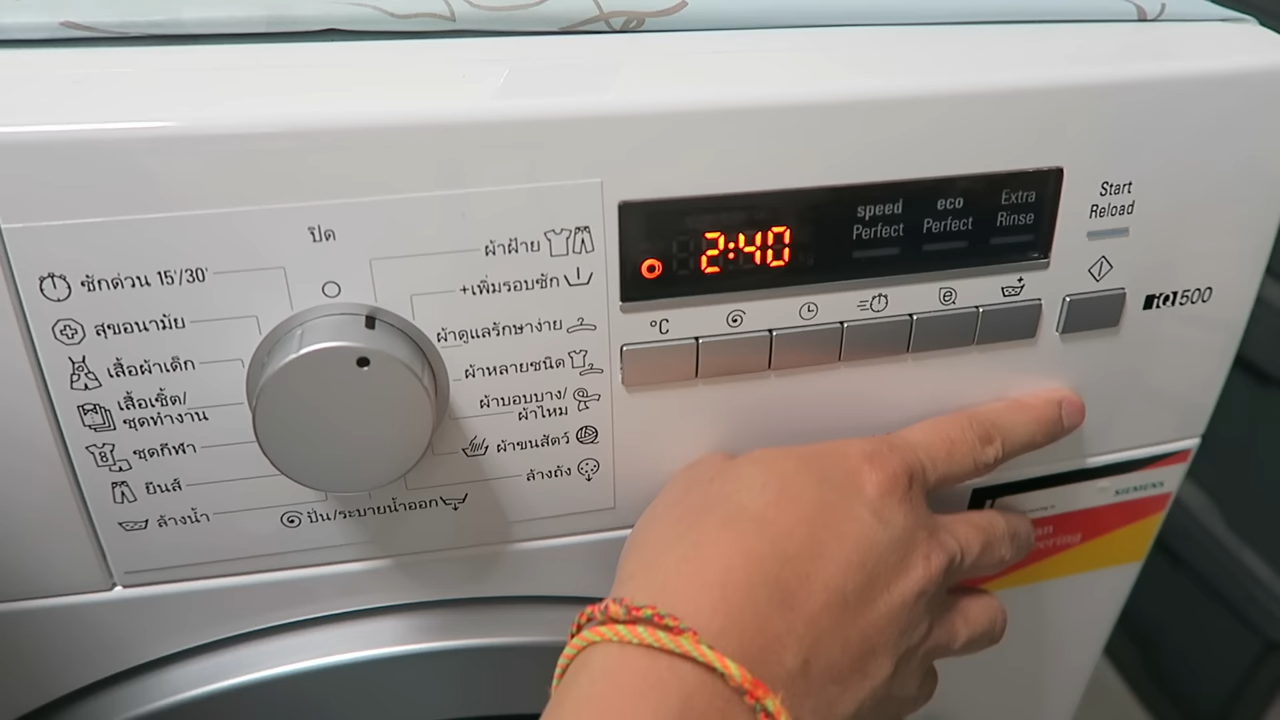 ปิด
ซักด่วน 15'/30'
สุขอนามัย
เสื้อผ้าเด็ก
เสื้อเชิ้ต/
ชุดทำงาน
ชุดกีฬา
ยีนส์
ล้างน้ำ
ผ้าฝ้าย
+เพิ่มรอบซัก
ผ้าดูแลรักษาง่าย
ผ้าหลายชนิด
ผ้าบอบบาง/
ผ้าไหม
ผ้าขนสัตว์
ล้างถัง
ปั่น/ระบายน้ำออก
2:40
speed
Perfect
eco
Perfect
Extra
Rinse
°C
Start
Reload
iQ500
SIEMENS